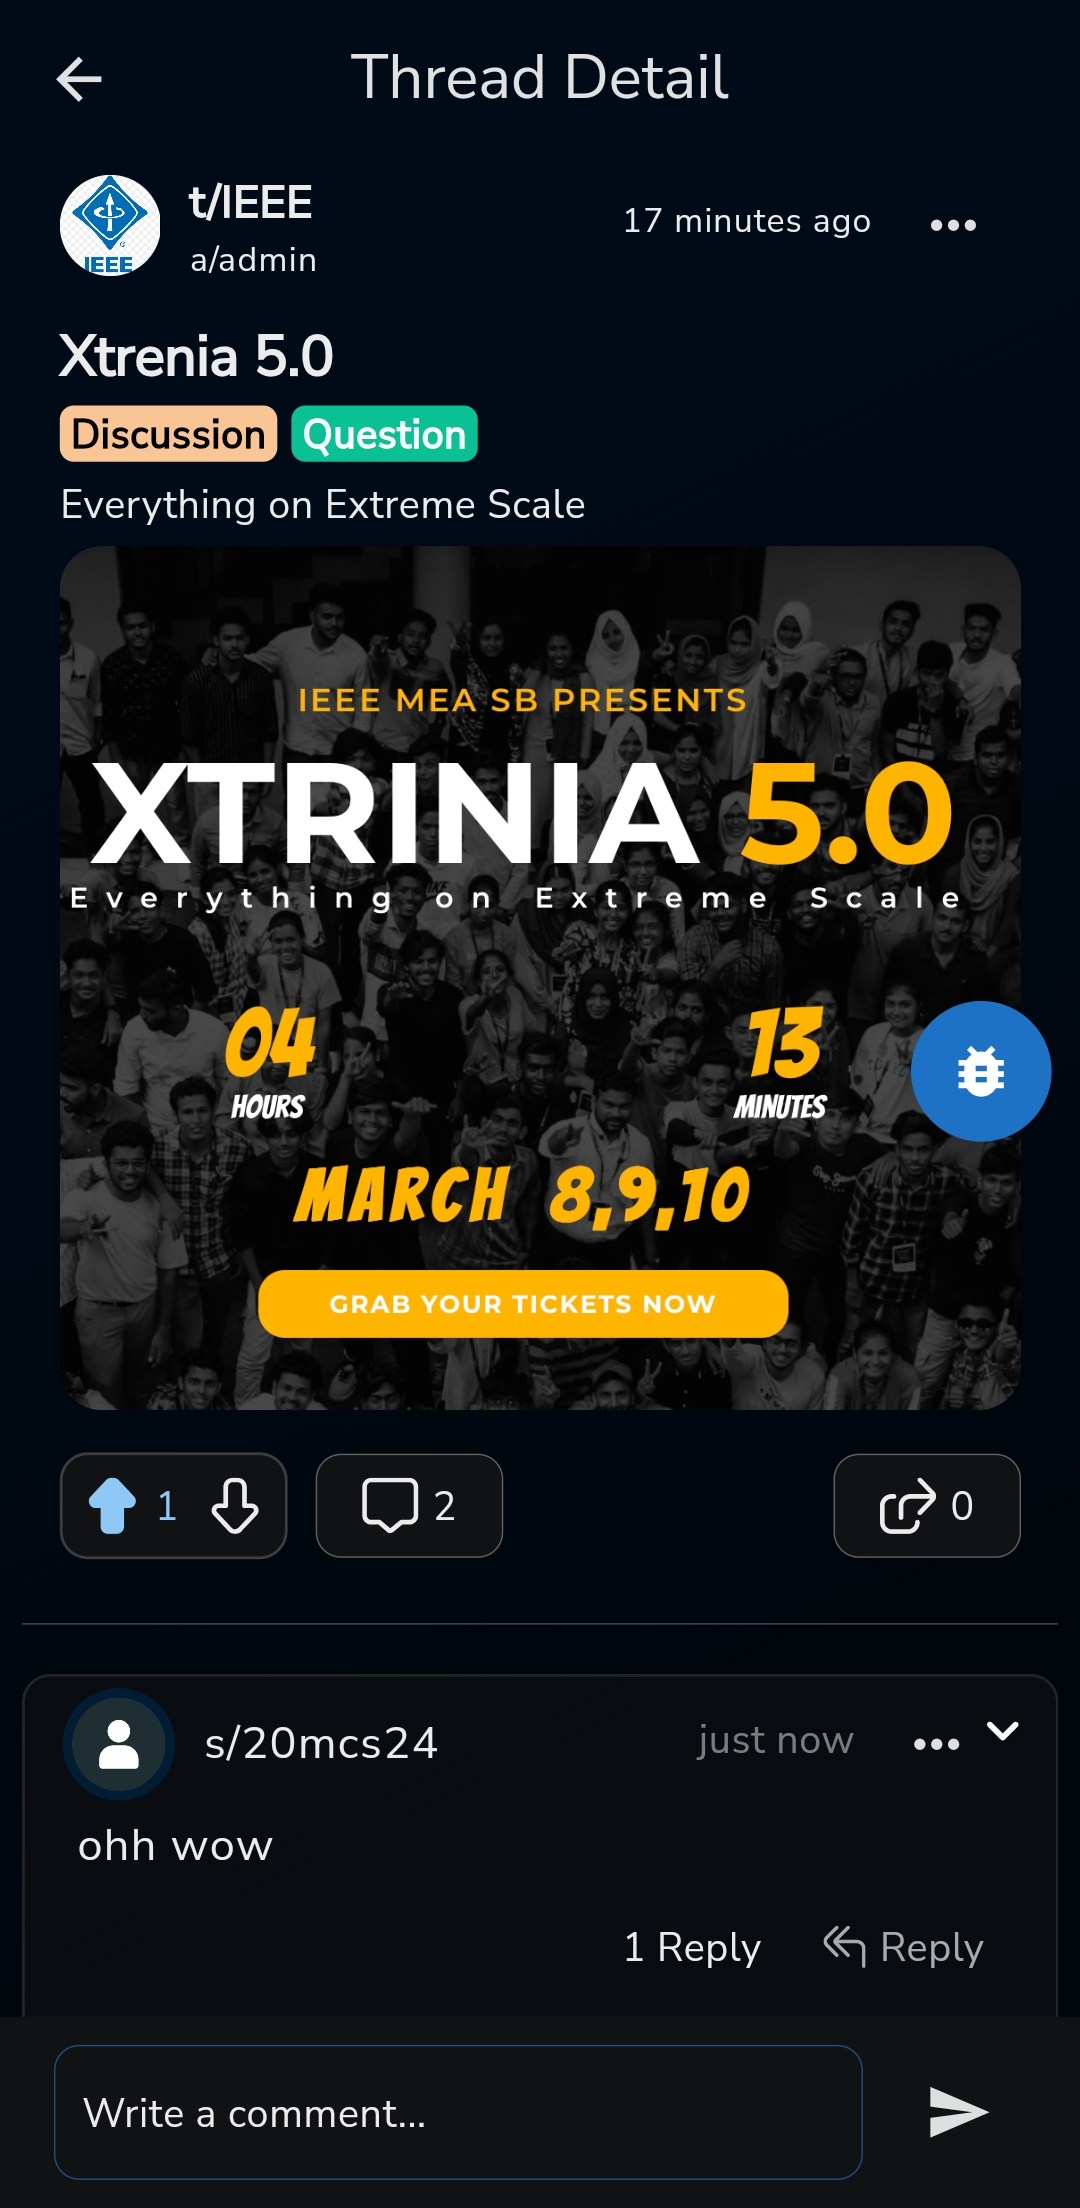 Thread Detail
IEEE
t/IEEE
a/admin
17 minutes ago
Xtrenia 5.0
Discussion
Question
Everything on Extreme Scale
IEEE MEA SB PRESENTS
XTRINIA 5.0
Everything on Extreme Scale
04
HOURS
13
MINUTES
MARCH 8,9,10
GRAB YOUR TICKETS NOW
1
2
0
s/20mcs24
just now
ohh wow
1 Reply
Reply
Write a comment...